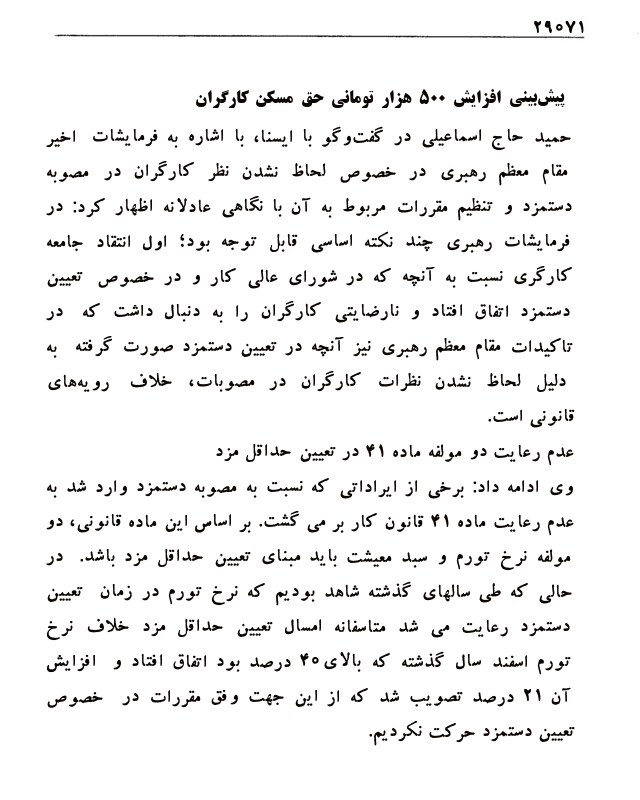 ۲۹۰۷۱
پیش‌بینی افزایش ۵۰۰ هزار تومانی حق مسکن کارگران
حمید حاج اسماعیلی در گفت‌وگو با ایسنا، با اشاره به فرمایشات اخیر
مقام معظم رهبری در خصوص لحاظ نشدن نظر کارگران در مصوبه
دستمزد و تنظیم مقررات مربوط به آن با نگاهی عادلانه اظهار کرد: در
فرمایشات رهبری چند نکته اساسی قابل توجه بود؛ اول انتقاد جامعه
کارگری نسبت به آنچه که در شورای عالی کار و در خصوص تعیین
دستمزد اتفاق افتاد و نارضایتی کارگران را به دنبال داشت که در
تاکیدات مقام معظم رهبری نیز آنچه در تعیین دستمزد صورت گرفته به
دلیل لحاظ نشدن نظرات کارگران در مصوبات، خلاف رویه‌های
قانونی است.
عدم رعایت دو مولفه ماده ۴۱ در تعیین حداقل مزد
وی ادامه داد: برخی از ایراداتی که نسبت به مصوبه دستمزد وارد شد به
عدم رعایت ماده ۴۱ قانون کار بر می گشت. بر اساس این ماده قانونی، دو
مولفه نرخ تورم و سبد معیشت باید مبنای تعیین حداقل مزد باشد. در
حالی که طی سالهای گذشته شاهد بودیم که نرخ تورم در زمان تعیین
دستمزد رعایت می شد متاسفانه امسال تعیین حداقل مزد خلاف نرخ
تورم اسفند سال گذشته که بالای ۴۰ درصد بود اتفاق افتاد و افزایش
آن ۲۱ درصد تصویب شد که از این جهت وفق مقررات در خصوص
تعیین دستمزد حرکت نکردیم.